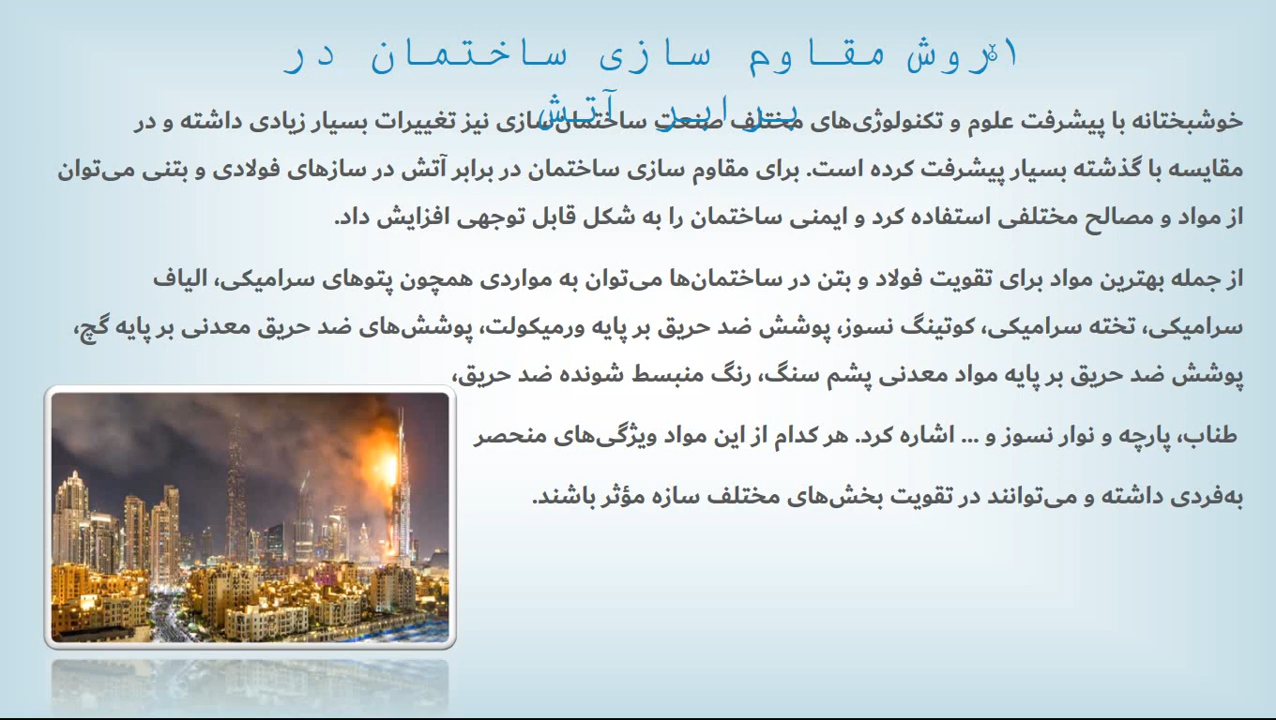 ۱۰روش مقاوم سازی ساختمان در
برابر آتش
خوشبختانه با پیشرفت علوم و تکنولوژی‌های مختلف صنعت ساختمان‌سازی نیز تغییرات بسیار زیادی داشته و در
مقایسه با گذشته بسیار پیشرفت کرده است. برای مقاوم سازی ساختمان در برابر آتش در سازهای فولادی و بتنی می‌توان
از مواد و مصالح مختلفی استفاده کرد و ایمنی ساختمان را به شکل قابل توجهی افزایش داد.
از جمله بهترین مواد برای تقویت فولاد و بتن در ساختمان‌ها می‌توان به مواردی همچون پتوهای سرامیکی، الیاف
سرامیکی، تخته سرامیکی، کوتینگ نسوز، پوشش ضد حریق بر پایه ورمیکولت، پوشش‌های ضد حریق معدنی بر پایه گچ،
پوشش ضد حریق بر پایه مواد معدنی پشم سنگ، رنگ منبسط شونده ضد حریق،
طناب، پارچه و نوار نسوز و ... اشاره کرد. هر کدام از این مواد ویژگی‌های منحصر
به‌فردی داشته و می‌توانند در تقویت بخش‌های مختلف سازه مؤثر باشند.